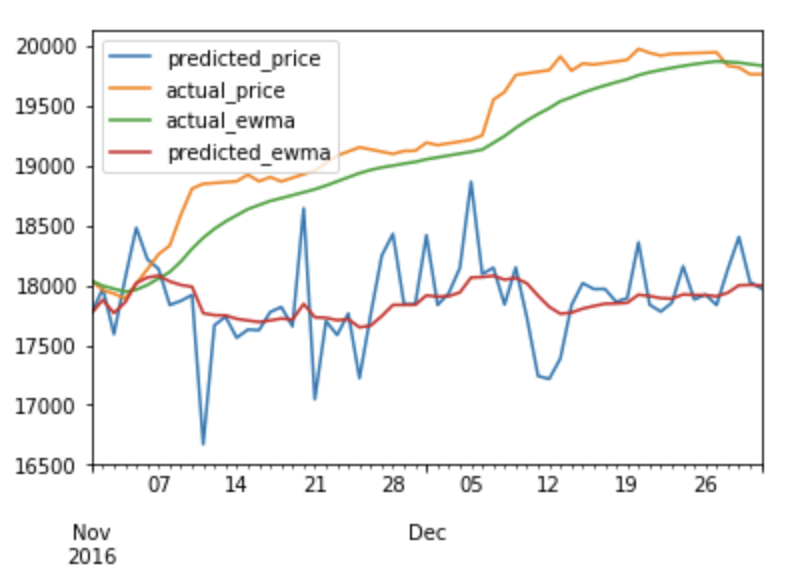 20000
19500
19000
18500
18000
17500
17000
16500
predicted_price
actual_price
actual_ewma
predicted_ewma
07 14 21 28 05 12 19 26
Nov Dec
2016